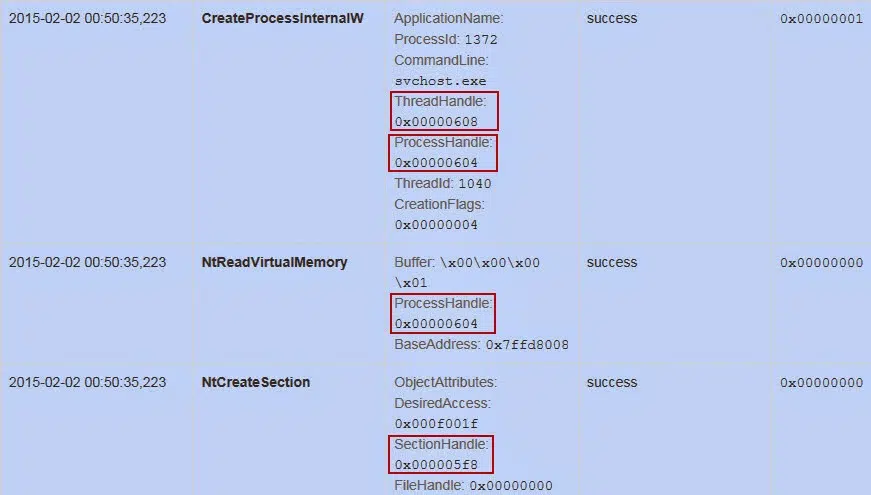 2015-02-02 00:50:35,223 CreateProcessInternalW ApplicationName: success 0x00000001
ProcessId: 1372
CommandLine:
svchost.exe
ThreadHandle:
0x00000608
ProcessHandle:
0x00000604
ThreadId: 1040
CreationFlags:
0x00000004
2015-02-02 00:50:35,223 NtReadVirtualMemory Buffer: \x00\x00\x00 success 0x00000000
\x01
ProcessHandle:
0x00000604
BaseAddress: 0x7ffd8008
2015-02-02 00:50:35,223 NtCreateSection ObjectAttributes: success 0x00000000
DesiredAccess:
0x000f001f
SectionHandle:
0x000005f8
FileHandle: 0x00000000